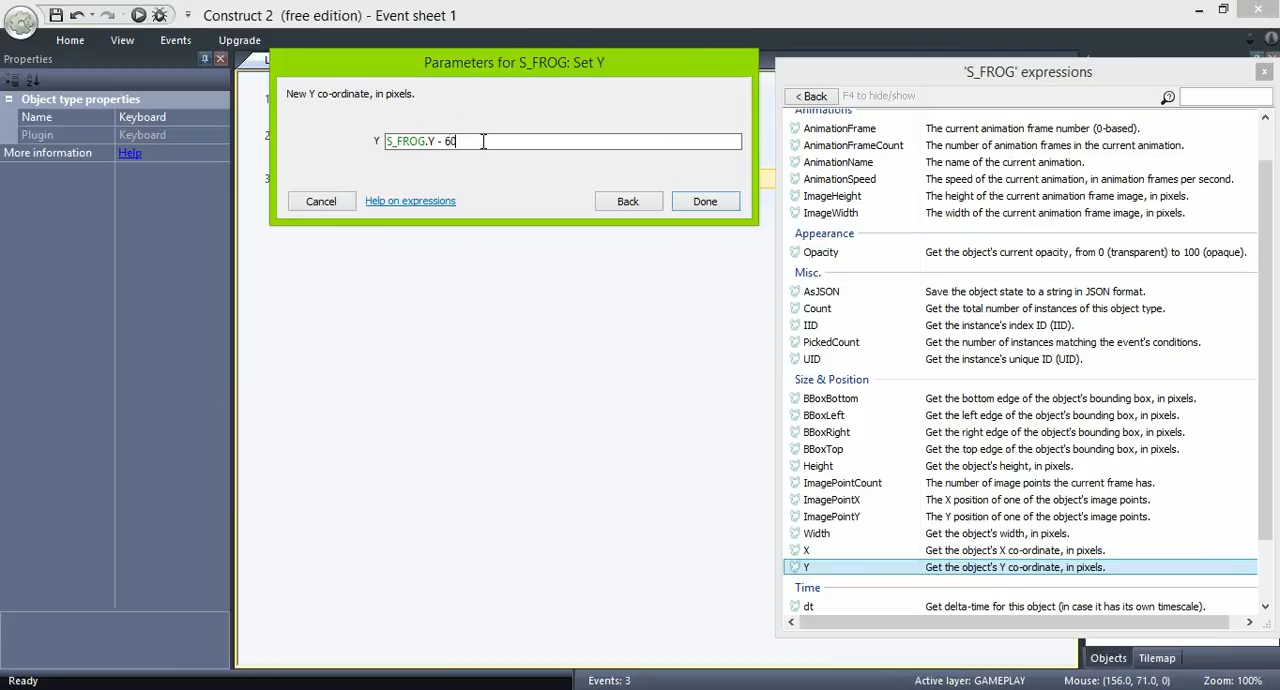 Construct 2  (free edition) - Event sheet 1
Home View Events Upgrade
Properties
Object type properties
Name Keyboard
Plugin Keyboard
More information Help
L
1
2
3
Parameters for S_FROG: Set Y
New Y co-ordinate, in pixels.
Y S_FROG.Y - 60
Cancel Help on expressions Back Done
'S_FROG' expressions
< Back F4 to hide/show
Animations
AnimationFrame The current animation frame number (0-based).
AnimationFrameCount The number of animation frames in the current animation.
AnimationName The name of the current animation.
AnimationSpeed The speed of the current animation, in animation frames per second.
ImageHeight The height of the current animation frame image, in pixels.
ImageWidth The width of the current animation frame image, in pixels.
Appearance
Opacity Get the object's current opacity, from 0 (transparent) to 100 (opaque).
Misc.
AsJSON Save the object state to a string in JSON format.
Count Get the total number of instances of this object type.
IID Get the instance's index ID (IID).
PickedCount Get the number of instances matching the event's conditions.
UID Get the instance's unique ID (UID).
Size & Position
BBoxBottom Get the bottom edge of the object's bounding box, in pixels.
BBoxLeft Get the left edge of the object's bounding box, in pixels.
BBoxRight Get the right edge of the object's bounding box, in pixels.
BBoxTop Get the top edge of the object's bounding box, in pixels.
Height Get the object's height, in pixels.
ImagePointCount The number of image points the current frame has.
ImagePointX The X position of one of the object's image points.
ImagePointY The Y position of one of the object's image points.
Width Get the object's width, in pixels.
X Get the object's X co-ordinate, in pixels.
Y Get the object's Y co-ordinate, in pixels.
Time
dt Get delta-time for this object (in case it has its own timescale).
Objects Tilemap
Ready Events: 3 Active layer: GAMEPLAY Mouse: (156.0, 71.0, 0) Zoom: 100%